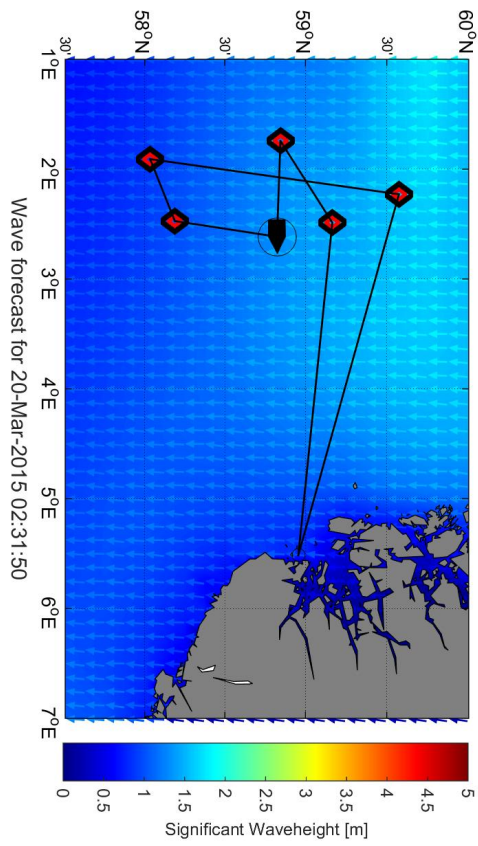 60°N
30'
59°N
30'
58°N
30'
1°E
2°E
3°E
4°E
5°E
6°E
7°E
Wave forecast for 20-Mar-2015 02:31:50
0
0.5
1
1.5
2
2.5
3
3.5
4
4.5
5
Significant Waveheight [m]